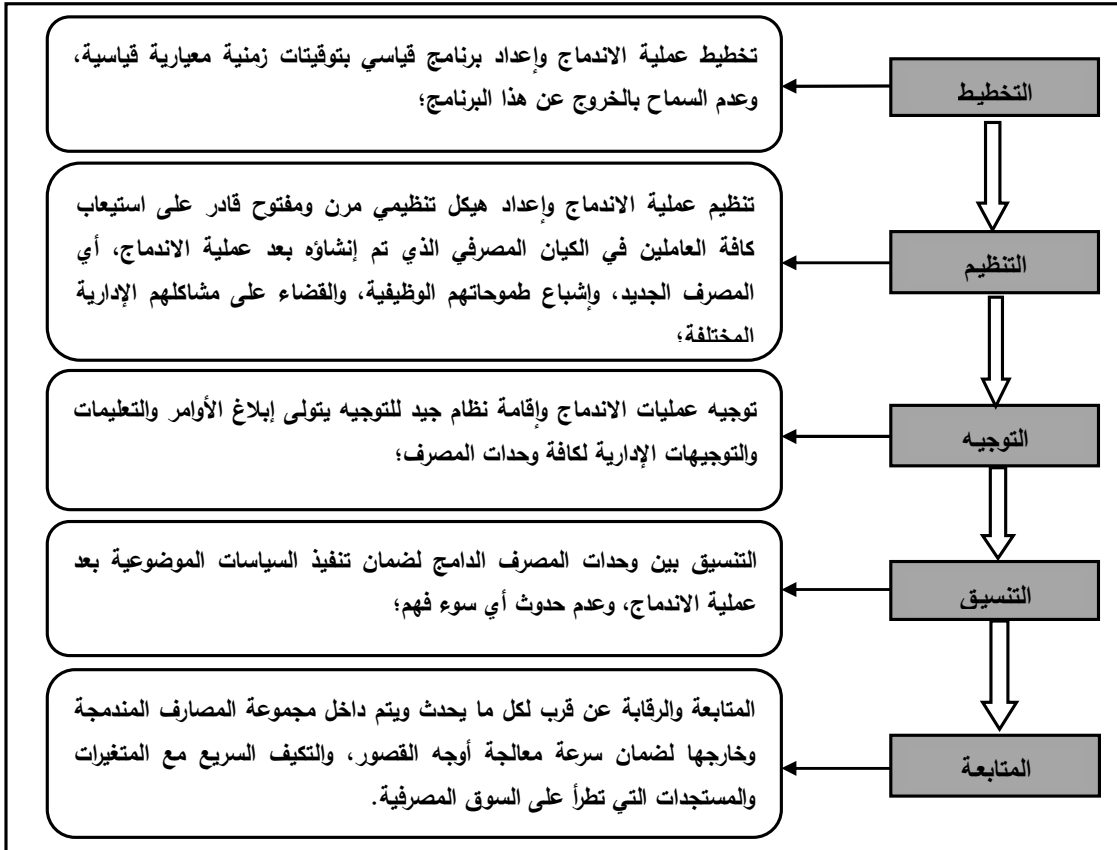 التخطيط
تخطيط عملية الاندماج وإعداد برنامج قياسي بتوقيتات زمنية معيارية قياسية،
وعدم السماح بالخروج عن هذا البرنامج؛
التنظيم
تنظيم عملية الاندماج وإعداد هيكل تنظيمي مرن ومفتوح قادر على استيعاب
كافة العاملين في الكيان المصرفي الذي تم إنشاؤه بعد عملية الاندماج، أي
المصرف الجديد، وإشباع طموحاتهم الوظيفية، والقضاء على مشاكلهم الإدارية
المختلفة؛
التوجيه
توجيه عمليات الاندماج وإقامة نظام جيد للتوجيه يتولى إبلاغ الأوامر والتعليمات
والتوجيهات الإدارية لكافة وحدات المصرف؛
التنسيق
التنسيق بين وحدات المصرف الدامج لضمان تنفيذ السياسات الموضوعية بعد
عملية الاندماج، وعدم حدوث أي سوء فهم؛
المتابعة
المتابعة والرقابة عن قرب لكل ما يحدث ويتم داخل مجموعة المصارف المندمجة
وخارجها لضمان سرعة معالجة أوجه القصور، والتكيف السريع مع المتغيرات
والمستجدات التي تطرأ على السوق المصرفية.